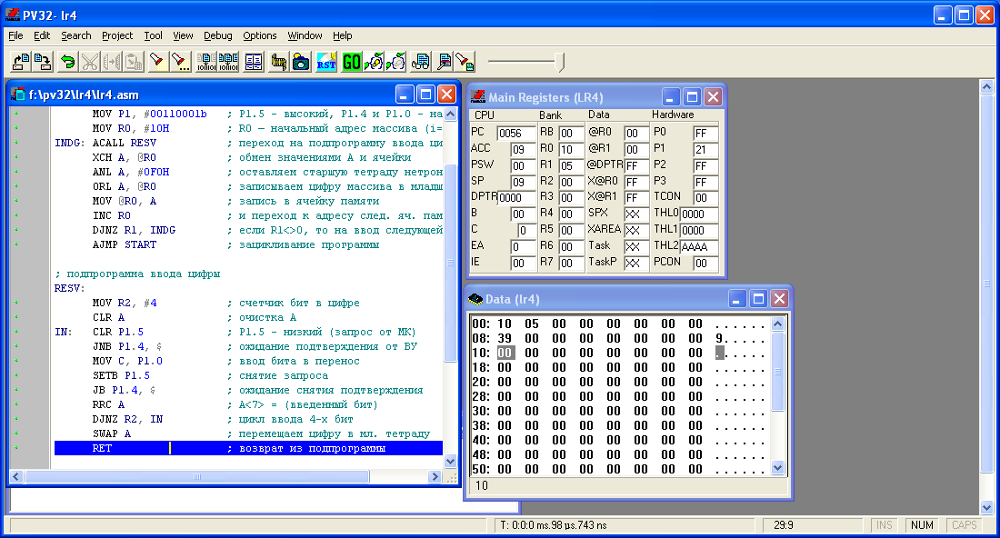 PV32- lr4
File Edit Search Project Tool View Debug Options Window Help
RST GO
f:\pv32\lr4\lr4.asm
MOV P1, #00110001b ; P1.5 - высокий, P1.4 и P1.0 - на
MOV R0, #10H ; R0 – начальный адрес массива (i=
INDG: ACALL RESV ; переход на подпрограмму ввода ци
XCH A, @R0 ; обмен значениями А и ячейки
ANL A, #0F0H ; оставляем старшую тетраду нетрон
ORL A, @R0 ; записываем цифру массива в младш
MOV @R0, A ; запись в ячейку памяти
INC R0 ; и переход к адресу след. яч. пам
DJNZ R1, INDG ; если R1<>0, то на ввод следующей
AJMP START ; зацикливание программы
; подпрограмма ввода цифры
RESV:
MOV R2, #4 ; счетчик бит в цифре
CLR A ; очистка А
IN: CLR P1.5 ; P1.5 - низкий (запрос от МК)
JNB P1.4, $ ; ожидание подтверждения от ВУ
MOV C, P1.0 ; ввод бита в перенос
SETB P1.5 ; снятие запроса
JB P1.4, $ ; ожидание снятия подтверждения
RRC A ; A<7> = (введенный бит)
DJNZ R2, IN ; цикл ввода 4-х бит
SWAP A ; перемещаем цифру в мл. тетраду
RET ; возврат из подпрограммы
Main Registers (LR4)
CPU Bank Data Hardware
PC 0056 RB 00 @R0 00 P0 FF
ACC 09 R0 10 @R1 00 P1 21
PSW 00 R1 05 @DPTR FF P2 FF
SP 09 R2 00 X@R0 FF P3 FF
DPTR 0000 R3 00 X@R1 FF TCON 00
B 00 R4 00 SPX XX THL0 0000
C 0 R5 00 XAREA XX THL1 0000
EA 0 R6 00 Task XX THL2 AAAA
IE 00 R7 00 TaskP XX PCON 00
Data (lr4)
00: 10 05 00 00 00 00 00 00 ........
08: 39 00 00 00 00 00 00 00 9.......
10: 00 00 00 00 00 00 00 00 ........
18: 00 00 00 00 00 00 00 00 ........
20: 00 00 00 00 00 00 00 00 ........
28: 00 00 00 00 00 00 00 00 ........
30: 00 00 00 00 00 00 00 00 ........
38: 00 00 00 00 00 00 00 00 ........
40: 00 00 00 00 00 00 00 00 ........
48: 00 00 00 00 00 00 00 00 ........
50: 00 00 00 00 00 00 00 00 ........
10
T: 0:0:0 ms.98 µs.743 ns 29:9 INS NUM CAPS